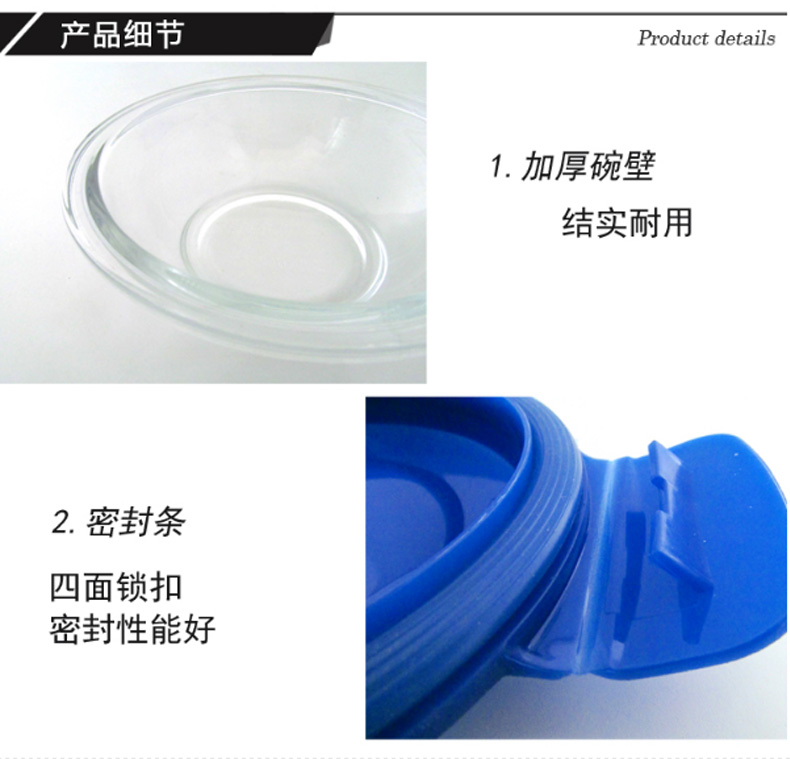 产品细节
Product details
1. 加厚碗壁
结实耐用
2. 密封条
四面锁扣
密封性能好